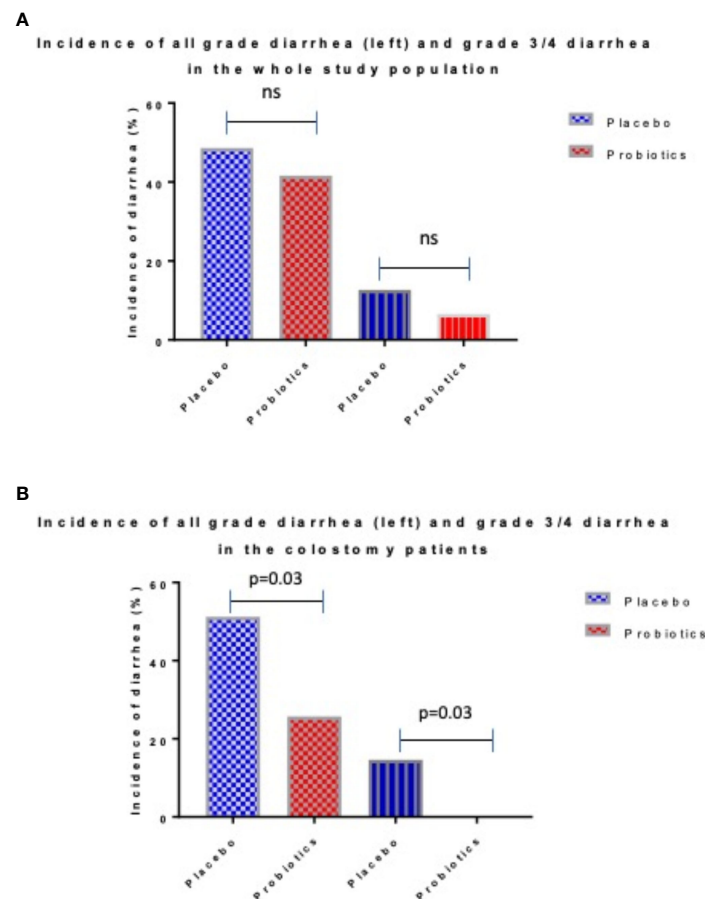 A
Incidence of all grade diarrhea (left) and grade 3/4 diarrhea
in the whole study population
Incidence of diarrhea (%)
60
40
20
0
ns
ns
Placebo
Probiotics
Placebo
Probiotics
Placebo
Probiotics
B
Incidence of all grade diarrhea (left) and grade 3/4 diarrhea
in the colostomy patients
Incidence of diarrhea (%)
60
40
20
0
p=0.03
p=0.03
Placebo
Probiotics
Placebo
Probiotics
Placebo
Probiotics